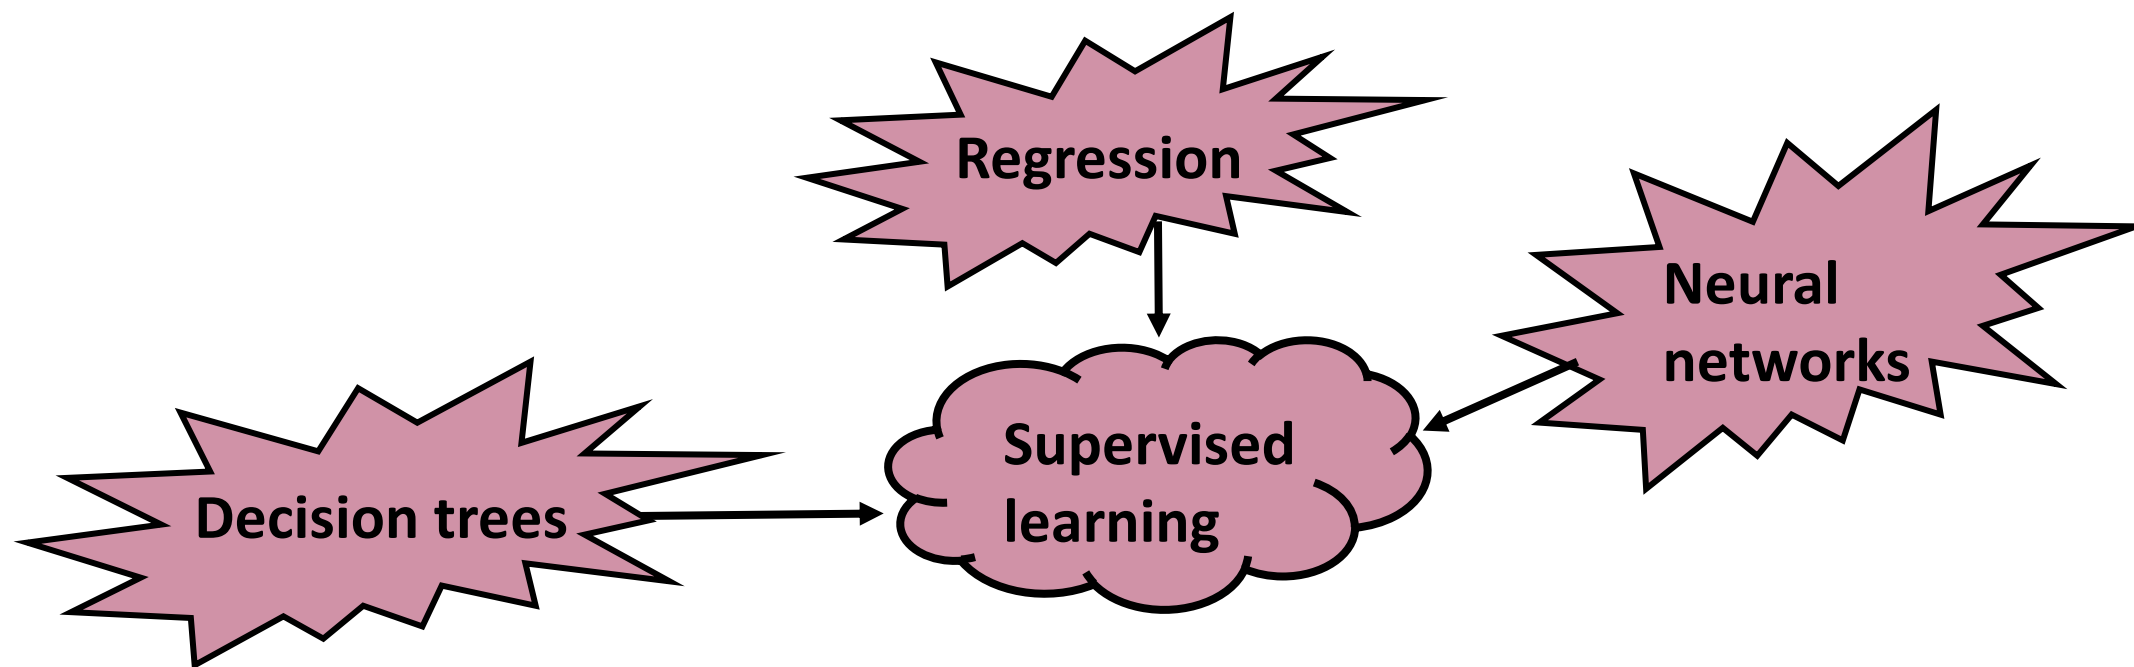 Regression
Neural
networks
Supervised
learning
Decision trees